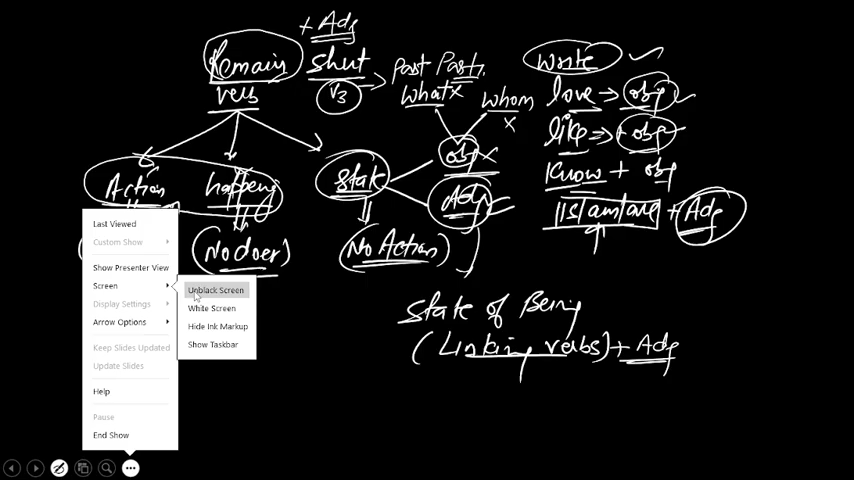 + Adj
Remain shut Past Part.
verb V3 what x whom x
write
love → obj
like → + obj
know + obj
is/am/are + Adj
Action happening State obj x
Adj
(No doer) (No Action)
State of Being
(Linking verbs) + Adj
Last Viewed
Custom Show
Show Presenter View
Screen
Display Settings
Arrow Options
Keep Slides Updated
Update Slides
Help
Pause
End Show
Unblack Screen
White Screen
Hide Ink Markup
Show Taskbar